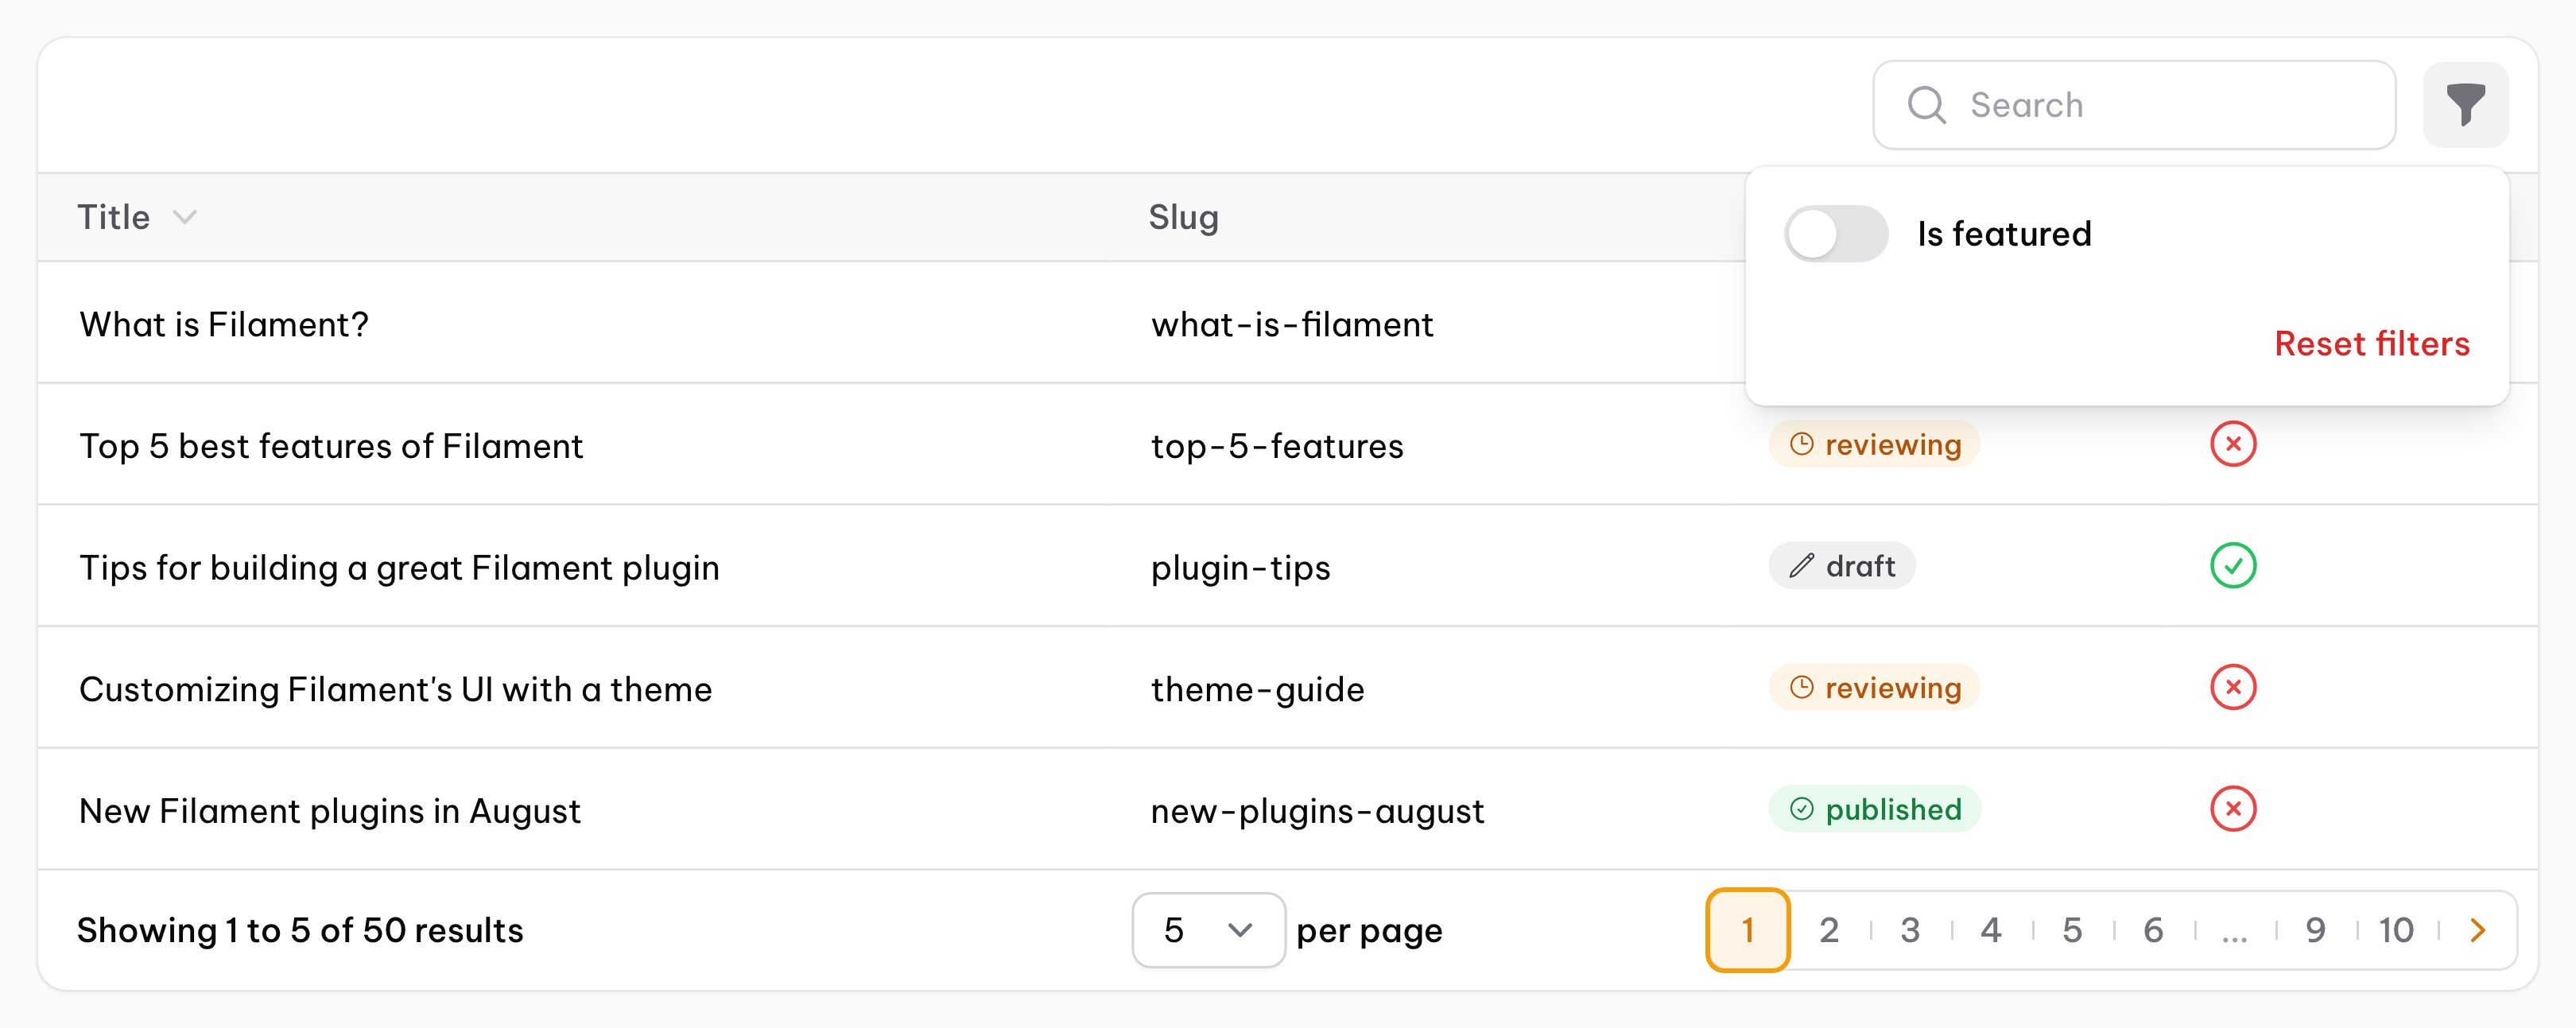 Search
Title Slug
Is featured
What is Filament? what-is-filament
Reset filters
Top 5 best features of Filament top-5-features reviewing
Tips for building a great Filament plugin plugin-tips draft
Customizing Filament's UI with a theme theme-guide reviewing
New Filament plugins in August new-plugins-august published
Showing 1 to 5 of 50 results 5 per page 1 2 3 4 5 6 ... 9 10